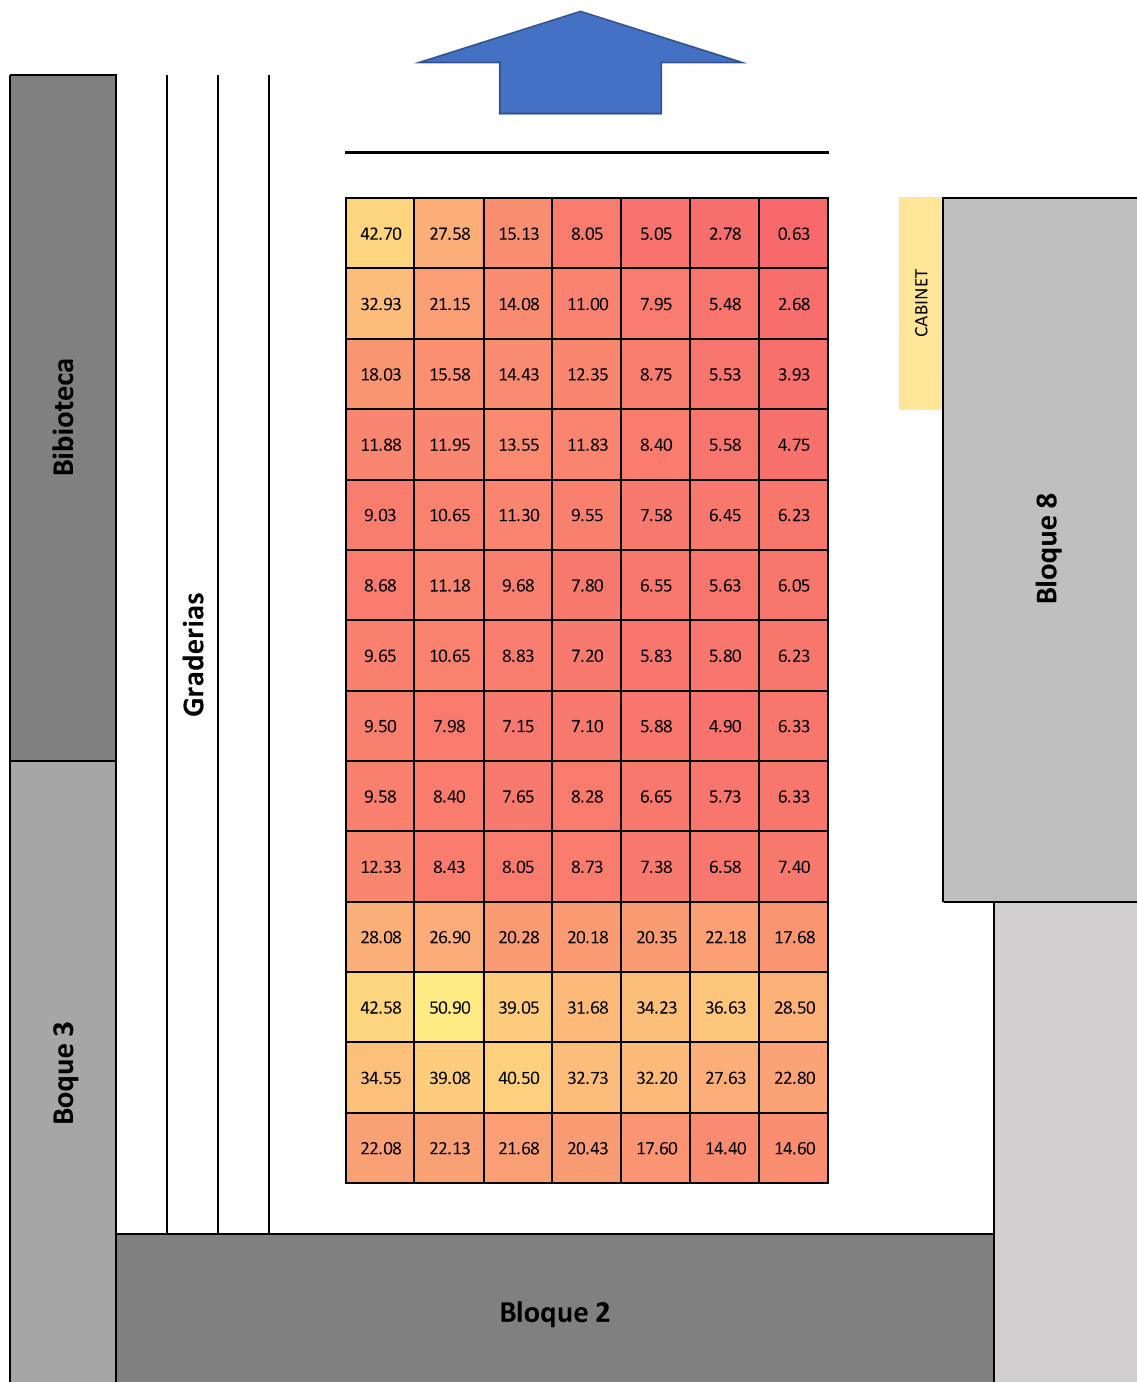 42.70 27.58 15.13 8.05 5.05 2.78 0.63
32.93 21.15 14.08 11.00 7.95 5.48 2.68
18.03 15.58 14.43 12.35 8.75 5.53 3.93
11.88 11.95 13.55 11.83 8.40 5.58 4.75
9.03 10.65 11.30 9.55 7.58 6.45 6.23
8.68 11.18 9.68 7.80 6.55 5.63 6.05
9.65 10.65 8.83 7.20 5.83 5.80 6.23
9.50 7.98 7.15 7.10 5.88 4.90 6.33
9.58 8.40 7.65 8.28 6.65 5.73 6.33
12.33 8.43 8.05 8.73 7.38 6.58 7.40
28.08 26.90 20.28 20.18 20.35 22.18 17.68
42.58 50.90 39.05 31.68 34.23 36.63 28.50
34.55 39.08 40.50 32.73 32.20 27.63 22.80
22.08 22.13 21.68 20.43 17.60 14.40 14.60
Bibioteca
Boque 3
Graderias
CABINET
Bloque 8
Bloque 2